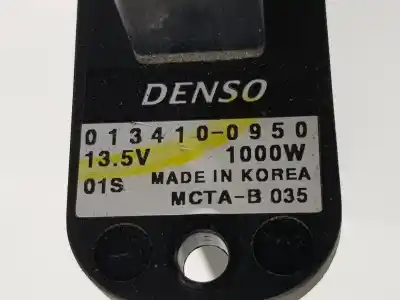 DENSO
013410-0950
13.5V 1000W
01S MADE IN KOREA
MCTA-B 035